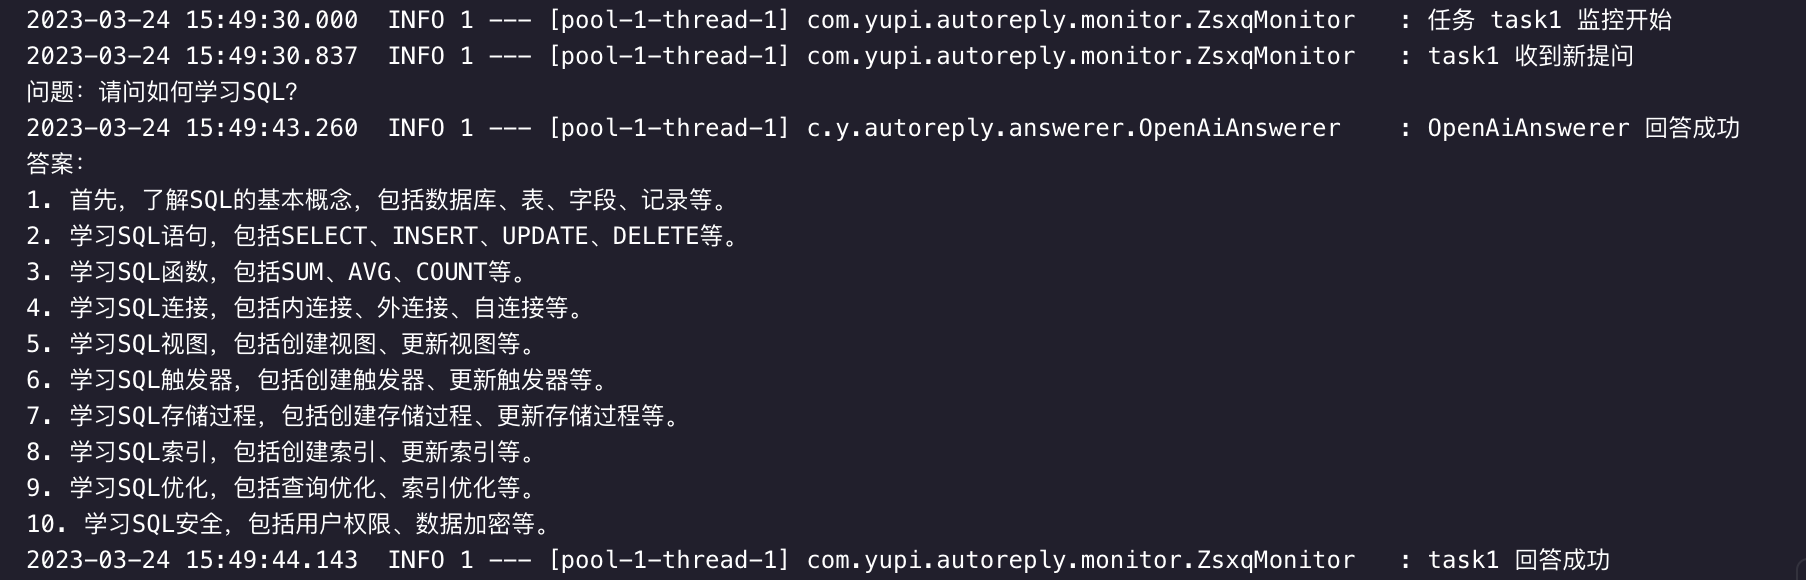 2023-03-24 15:49:30.000  INFO 1 --- [pool-1-thread-1] com.yupi.autoreply.monitor.ZsxqMonitor   : 任务 task1 监控开始
2023-03-24 15:49:30.837  INFO 1 --- [pool-1-thread-1] com.yupi.autoreply.monitor.ZsxqMonitor   : task1 收到新提问
问题：请问如何学习SQL？
2023-03-24 15:49:43.260  INFO 1 --- [pool-1-thread-1] c.y.autoreply.answerer.OpenAiAnswerer    : OpenAiAnswerer 回答成功
答案：
1. 首先，了解SQL的基本概念，包括数据库、表、字段、记录等。
2. 学习SQL语句，包括SELECT、INSERT、UPDATE、DELETE等。
3. 学习SQL函数，包括SUM、AVG、COUNT等。
4. 学习SQL连接，包括内连接、外连接、自连接等。
5. 学习SQL视图，包括创建视图、更新视图等。
6. 学习SQL触发器，包括创建触发器、更新触发器等。
7. 学习SQL存储过程，包括创建存储过程、更新存储过程等。
8. 学习SQL索引，包括创建索引、更新索引等。
9. 学习SQL优化，包括查询优化、索引优化等。
10. 学习SQL安全，包括用户权限、数据加密等。
2023-03-24 15:49:44.143  INFO 1 --- [pool-1-thread-1] com.yupi.autoreply.monitor.ZsxqMonitor   : task1 回答成功